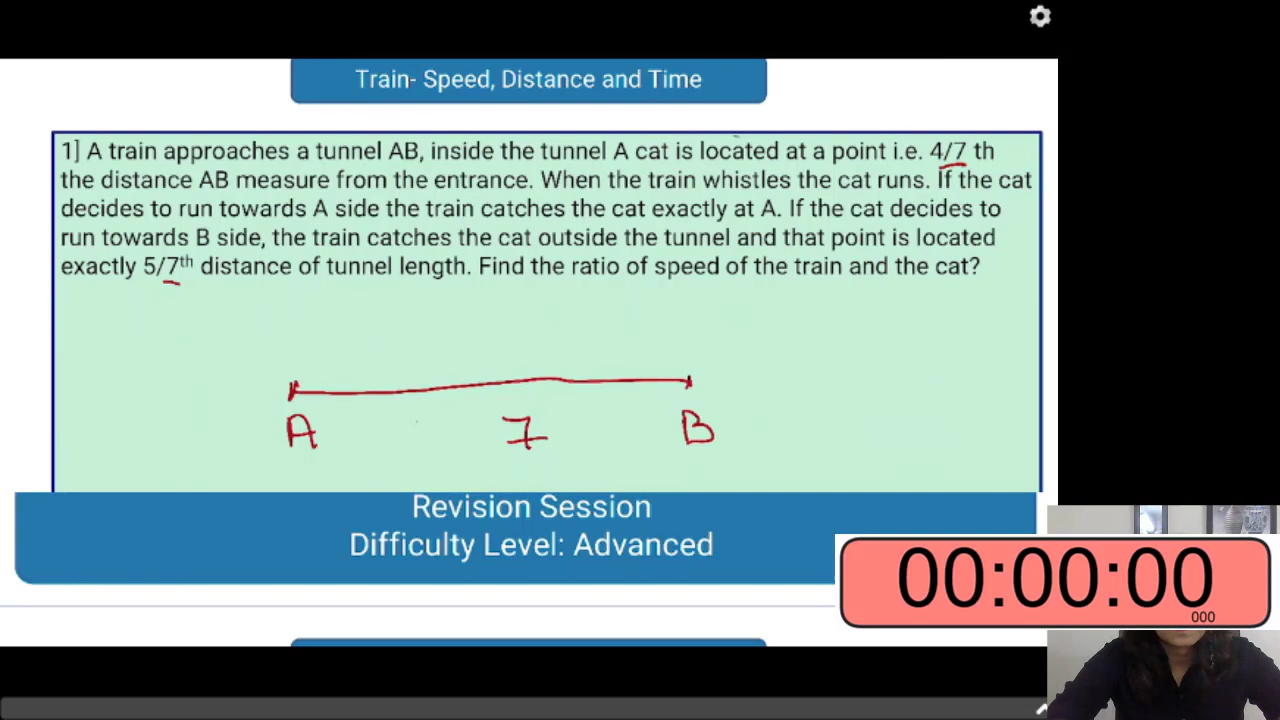 Train- Speed, Distance and Time
1] A train approaches a tunnel AB, inside the tunnel A cat is located at a point i.e. 4/7 th
the distance AB measure from the entrance. When the train whistles the cat runs. If the cat
decides to run towards A side the train catches the cat exactly at A. If the cat decides to
run towards B side, the train catches the cat outside the tunnel and that point is located
exactly 5/7th distance of tunnel length. Find the ratio of speed of the train and the cat?
A 7 B
Revision Session
Difficulty Level: Advanced
00:00:00
000